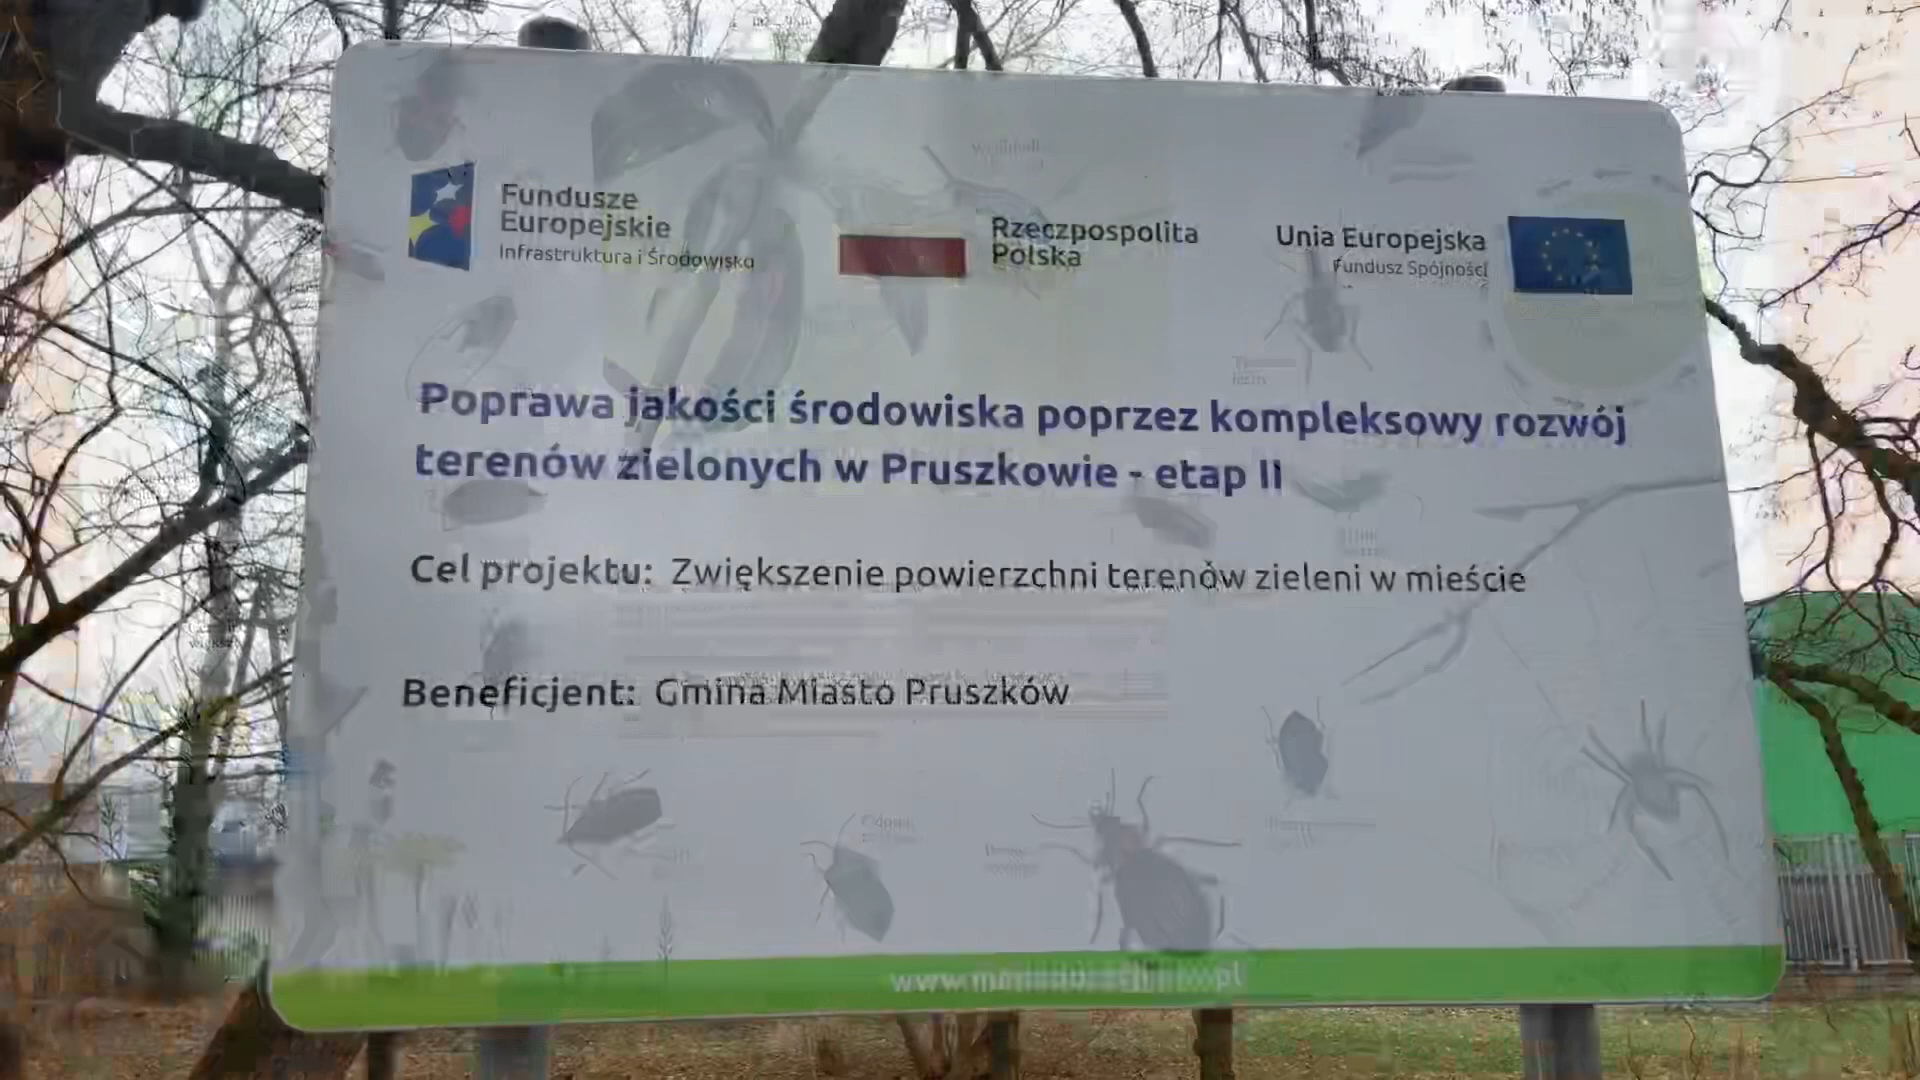 Fundusze
Europejskie
Infrastruktura i Środowisko
Rzeczpospolita
Polska
Unia Europejska
Fundusz Spójności
Poprawa jakości środowiska poprzez kompleksowy rozwój
terenów zielonych w Pruszkowie - etap II
Cel projektu: Zwiększenie powierzchni terenów zieleni w mieście
Beneficjent: Gmina Miasto Pruszków